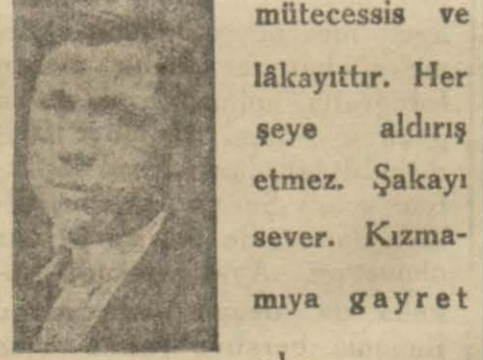 mütecessis ve
lâkayıttır. Her
şeye aldırış
etmez. Şakayı
sever. Kızma-
mıya gayret